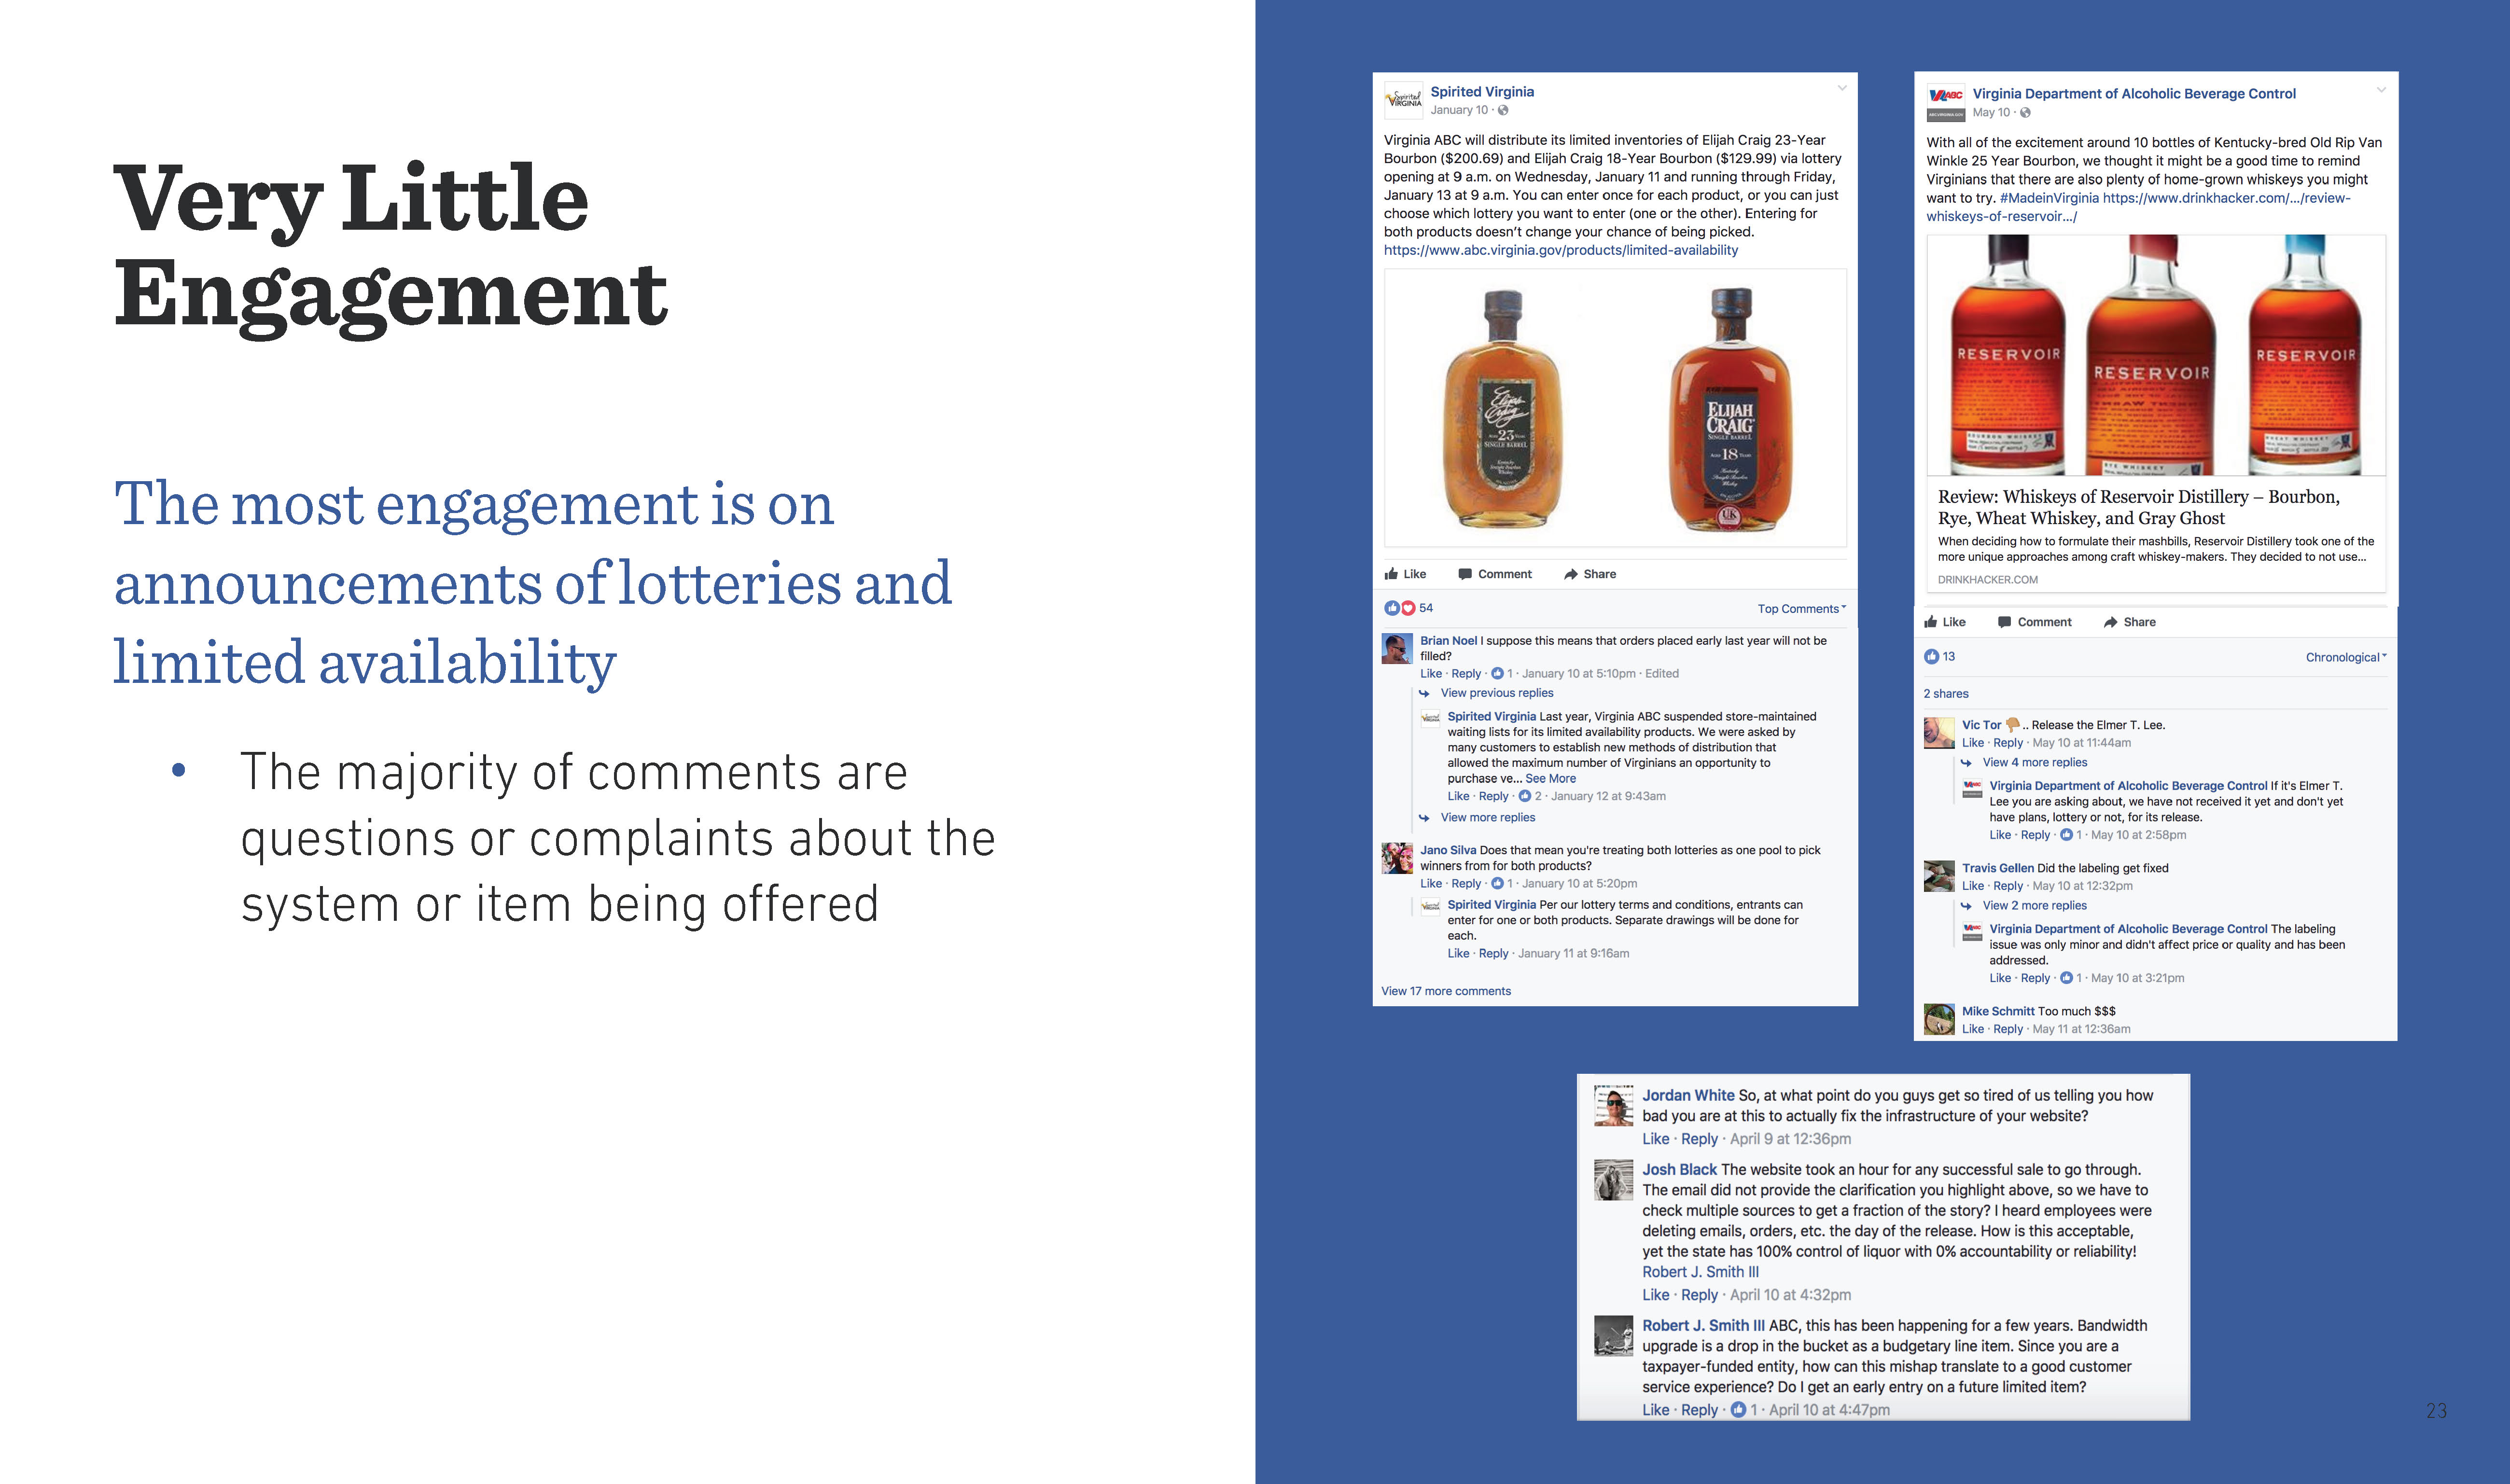 Very Little
Engagement
The most engagement is on
announcements of lotteries and
limited availability
• The majority of comments are
questions or complaints about the
system or item being offered
Spirited VIRGINIA
Spirited Virginia
January 10 ·
Virginia ABC will distribute its limited inventories of Elijah Craig 23-Year
Bourbon ($200.69) and Elijah Craig 18-Year Bourbon ($129.99) via lottery
opening at 9 a.m. on Wednesday, January 11 and running through Friday,
January 13 at 9 a.m. You can enter once for each product, or you can just
choose which lottery you want to enter (one or the other). Entering for
both products doesn't change your chance of being picked.
https://www.abc.virginia.gov/products/limited-availability
Elijah
Craig
23
SINGLE BARREL
ELIJAH
CRAIG
SINGLE BARREL
AGED 18 YEARS
UK
Like Comment Share
54 Top Comments
Brian Noel I suppose this means that orders placed early last year will not be
filled?
Like · Reply · 1 · January 10 at 5:10pm · Edited
View previous replies
Spirited Virginia Last year, Virginia ABC suspended store-maintained
waiting lists for its limited availability products. We were asked by
many customers to establish new methods of distribution that
allowed the maximum number of Virginians an opportunity to
purchase ve... See More
Like · Reply · 2 · January 12 at 9:43am
View more replies
Jano Silva Does that mean you're treating both lotteries as one pool to pick
winners from for both products?
Like · Reply · 1 · January 10 at 5:20pm
Spirited Virginia Per our lottery terms and conditions, entrants can
enter for one or both products. Separate drawings will be done for
each.
Like · Reply · January 11 at 9:16am
View 17 more comments
VA ABC
Virginia Department of Alcoholic Beverage Control
May 10 ·
With all of the excitement around 10 bottles of Kentucky-bred Old Rip Van
Winkle 25 Year Bourbon, we thought it might be a good time to remind
Virginians that there are also plenty of home-grown whiskeys you might
want to try. #MadeinVirginia https://www.drinkhacker.com/.../review-
whiskeys-of-reservoir.../
RESERVOIR
RESERVOIR
RESERVOIR
BOURBON WHISKEY
RYE WHISKEY
WHEAT WHISKEY
Review: Whiskeys of Reservoir Distillery – Bourbon,
Rye, Wheat Whiskey, and Gray Ghost
When deciding how to formulate their mashbills, Reservoir Distillery took one of the
more unique approaches among craft whiskey-makers. They decided to not use...
DRINKHACKER.COM
Like Comment Share
13 Chronological
2 shares
Vic Tor 👎 .. Release the Elmer T. Lee.
Like · Reply · May 10 at 11:44am
View 4 more replies
Virginia Department of Alcoholic Beverage Control If it's Elmer T.
Lee you are asking about, we have not received it yet and don't yet
have plans, lottery or not, for its release.
Like · Reply · 1 · May 10 at 2:58pm
Travis Gellen Did the labeling get fixed
Like · Reply · May 10 at 12:32pm
View 2 more replies
Virginia Department of Alcoholic Beverage Control The labeling
issue was only minor and didn't affect price or quality and has been
addressed.
Like · Reply · 1 · May 10 at 3:21pm
Mike Schmitt Too much $$$
Like · Reply · May 11 at 12:36am
Jordan White So, at what point do you guys get so tired of us telling you how
bad you are at this to actually fix the infrastructure of your website?
Like · Reply · April 9 at 12:36pm
Josh Black The website took an hour for any successful sale to go through.
The email did not provide the clarification you highlight above, so we have to
check multiple sources to get a fraction of the story? I heard employees were
deleting emails, orders, etc. the day of the release. How is this acceptable,
yet the state has 100% control of liquor with 0% accountability or reliability!
Robert J. Smith III
Like · Reply · April 10 at 4:32pm
Robert J. Smith III ABC, this has been happening for a few years. Bandwidth
upgrade is a drop in the bucket as a budgetary line item. Since you are a
taxpayer-funded entity, how can this mishap translate to a good customer
service experience? Do I get an early entry on a future limited item?
Like · Reply · 1 · April 10 at 4:47pm
23